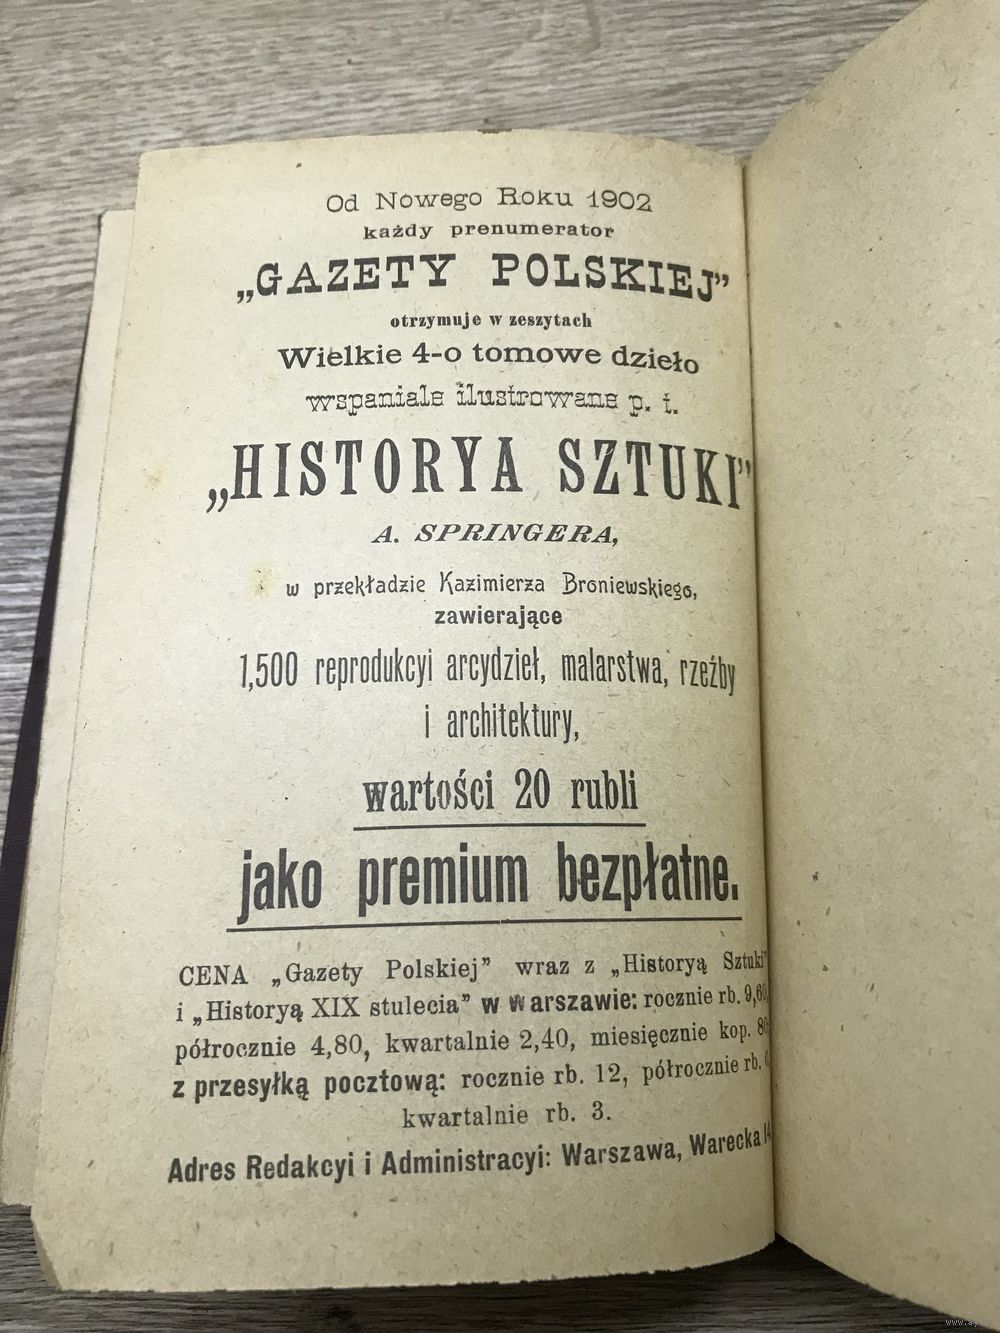 Od Nowego Roku 1902
każdy prenumerator
„GAZETY POLSKIEJ”
otrzymuje w zeszytach
Wielkie 4-o tomowe dzieło
wspaniale ilustrowane p. t.
„HISTORYA SZTUKI”
A. SPRINGERA,
w przekładzie Kazimierza Broniewskiego,
zawierające
1,500 reprodukcyi arcydzieł, malarstwa, rzeźby
i architektury,
wartości 20 rubli
jako premium bezpłatne.
CENA „Gazety Polskiej” wraz z „Historyą Sztuki”
i „Historyą XIX stulecia” w Warszawie: rocznie rb. 9,60,
półrocznie 4,80, kwartalnie 2,40, miesięcznie kop. 80
z przesyłką pocztową: rocznie rb. 12, półrocznie rb.
kwartalnie rb. 3.
Adres Redakcyi i Administracyi: Warszawa, Warecka 14